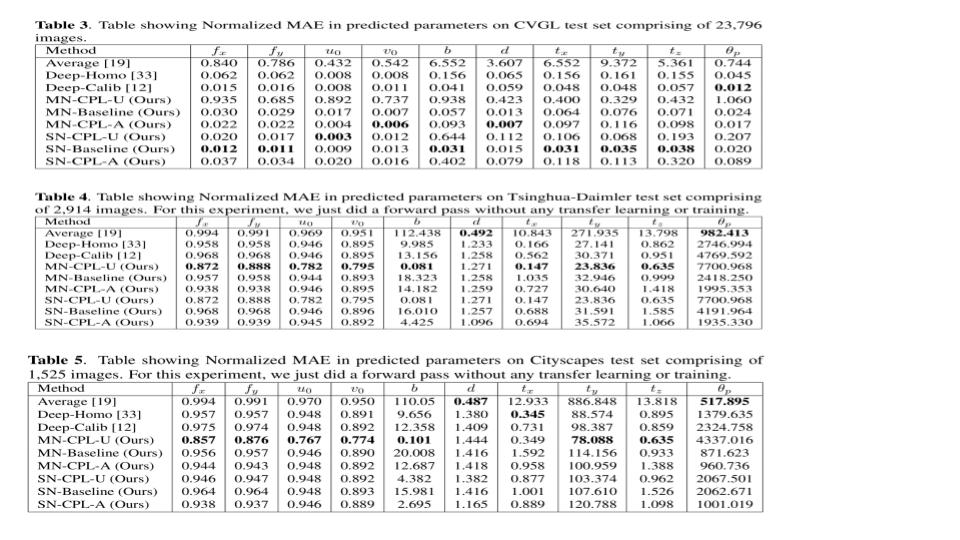 Table 3. Table showing Normalized MAE in predicted parameters on CVGL test set comprising of 23,796
images.
Method fx fy u0 v0 b d tx ty tz θp
Average [19] 0.840 0.786 0.432 0.542 6.552 3.607 6.552 9.372 5.361 0.744
Deep-Homo [33] 0.062 0.062 0.008 0.008 0.156 0.065 0.156 0.161 0.155 0.045
Deep-Calib [12] 0.015 0.016 0.008 0.011 0.041 0.059 0.048 0.048 0.057 0.012
MN-CPL-U (Ours) 0.935 0.685 0.892 0.737 0.938 0.423 0.400 0.329 0.432 1.060
MN-Baseline (Ours) 0.030 0.029 0.017 0.007 0.057 0.013 0.064 0.076 0.071 0.024
MN-CPL-A (Ours) 0.022 0.022 0.004 0.006 0.093 0.007 0.097 0.116 0.098 0.017
SN-CPL-U (Ours) 0.020 0.017 0.003 0.012 0.644 0.112 0.106 0.068 0.193 0.207
SN-Baseline (Ours) 0.012 0.011 0.009 0.013 0.031 0.015 0.031 0.035 0.038 0.020
SN-CPL-A (Ours) 0.037 0.034 0.020 0.016 0.402 0.079 0.118 0.113 0.320 0.089
Table 4. Table showing Normalized MAE in predicted parameters on Tsinghua-Daimler test set comprising
of 2,914 images. For this experiment, we just did a forward pass without any transfer learning or training.
Method fx fy u0 v0 b d tx ty tz θp
Average [19] 0.994 0.991 0.969 0.951 112.438 0.492 10.843 271.935 13.798 982.413
Deep-Homo [33] 0.958 0.958 0.946 0.895 9.985 1.233 0.166 27.141 0.862 2746.994
Deep-Calib [12] 0.968 0.968 0.946 0.895 13.156 1.258 0.562 30.371 0.951 4769.592
MN-CPL-U (Ours) 0.872 0.888 0.782 0.795 0.081 1.271 0.147 23.836 0.635 7700.968
MN-Baseline (Ours) 0.957 0.958 0.944 0.893 18.323 1.258 1.035 32.946 0.999 2418.250
MN-CPL-A (Ours) 0.938 0.938 0.946 0.895 14.182 1.259 0.727 30.640 1.418 1995.353
SN-CPL-U (Ours) 0.872 0.888 0.782 0.795 0.081 1.271 0.147 23.836 0.635 7700.968
SN-Baseline (Ours) 0.968 0.968 0.946 0.896 16.010 1.257 0.688 31.591 1.585 4191.964
SN-CPL-A (Ours) 0.939 0.939 0.945 0.892 4.425 1.096 0.694 35.572 1.066 1935.330
Table 5. Table showing Normalized MAE in predicted parameters on Cityscapes test set comprising of
1,525 images. For this experiment, we just did a forward pass without any transfer learning or training.
Method fx fy u0 v0 b d tx ty tz θp
Average [19] 0.994 0.991 0.970 0.950 110.05 0.487 12.933 886.848 13.818 517.895
Deep-Homo [33] 0.957 0.957 0.948 0.891 9.656 1.380 0.345 88.574 0.895 1379.635
Deep-Calib [12] 0.975 0.974 0.948 0.892 12.358 1.409 0.731 98.387 0.859 2324.758
MN-CPL-U (Ours) 0.857 0.876 0.767 0.774 0.101 1.444 0.349 78.088 0.635 4337.016
MN-Baseline (Ours) 0.956 0.957 0.946 0.890 20.008 1.416 1.592 114.156 0.933 871.623
MN-CPL-A (Ours) 0.944 0.943 0.948 0.892 12.687 1.418 0.958 100.959 1.388 960.736
SN-CPL-U (Ours) 0.946 0.947 0.948 0.892 4.382 1.382 0.877 103.374 0.962 2067.501
SN-Baseline (Ours) 0.964 0.964 0.948 0.893 15.981 1.416 1.001 107.610 1.526 2062.671
SN-CPL-A (Ours) 0.938 0.937 0.946 0.889 2.695 1.165 0.889 120.788 1.098 1001.019